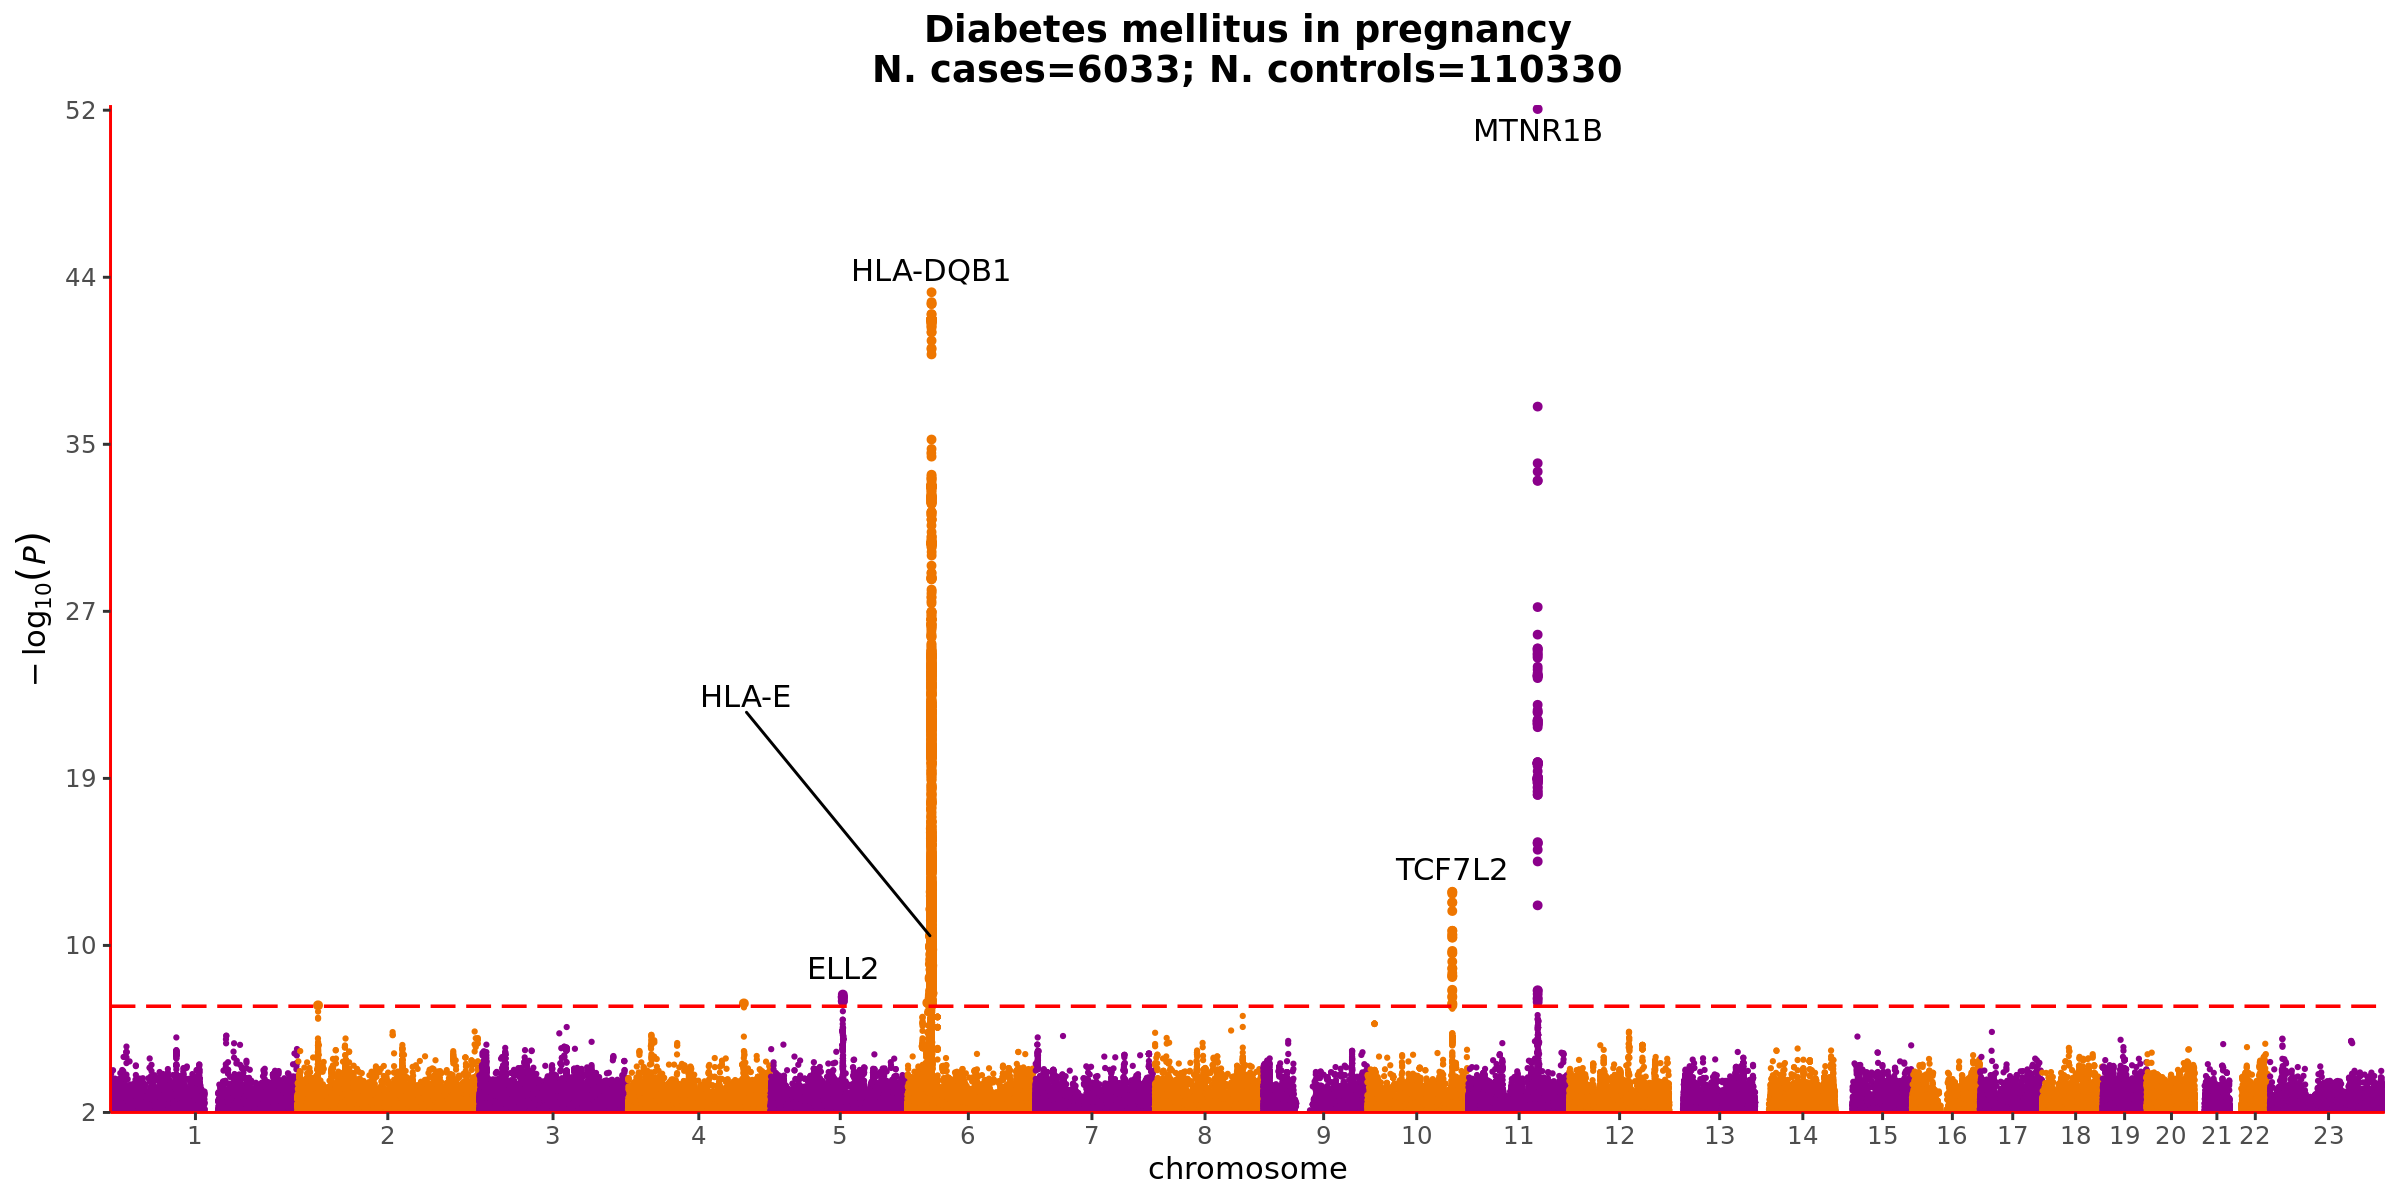 Diabetes mellitus in pregnancy
N. cases=6033; N. controls=110330
52
44
35
27
19
10
2
− log10(P)
MTNR1B
HLA-DQB1
HLA-E
TCF7L2
ELL2
1 2 3 4 5 6 7 8 9 10 11 12 13 14 15 16 17 18 19 20 21 22 23
chromosome